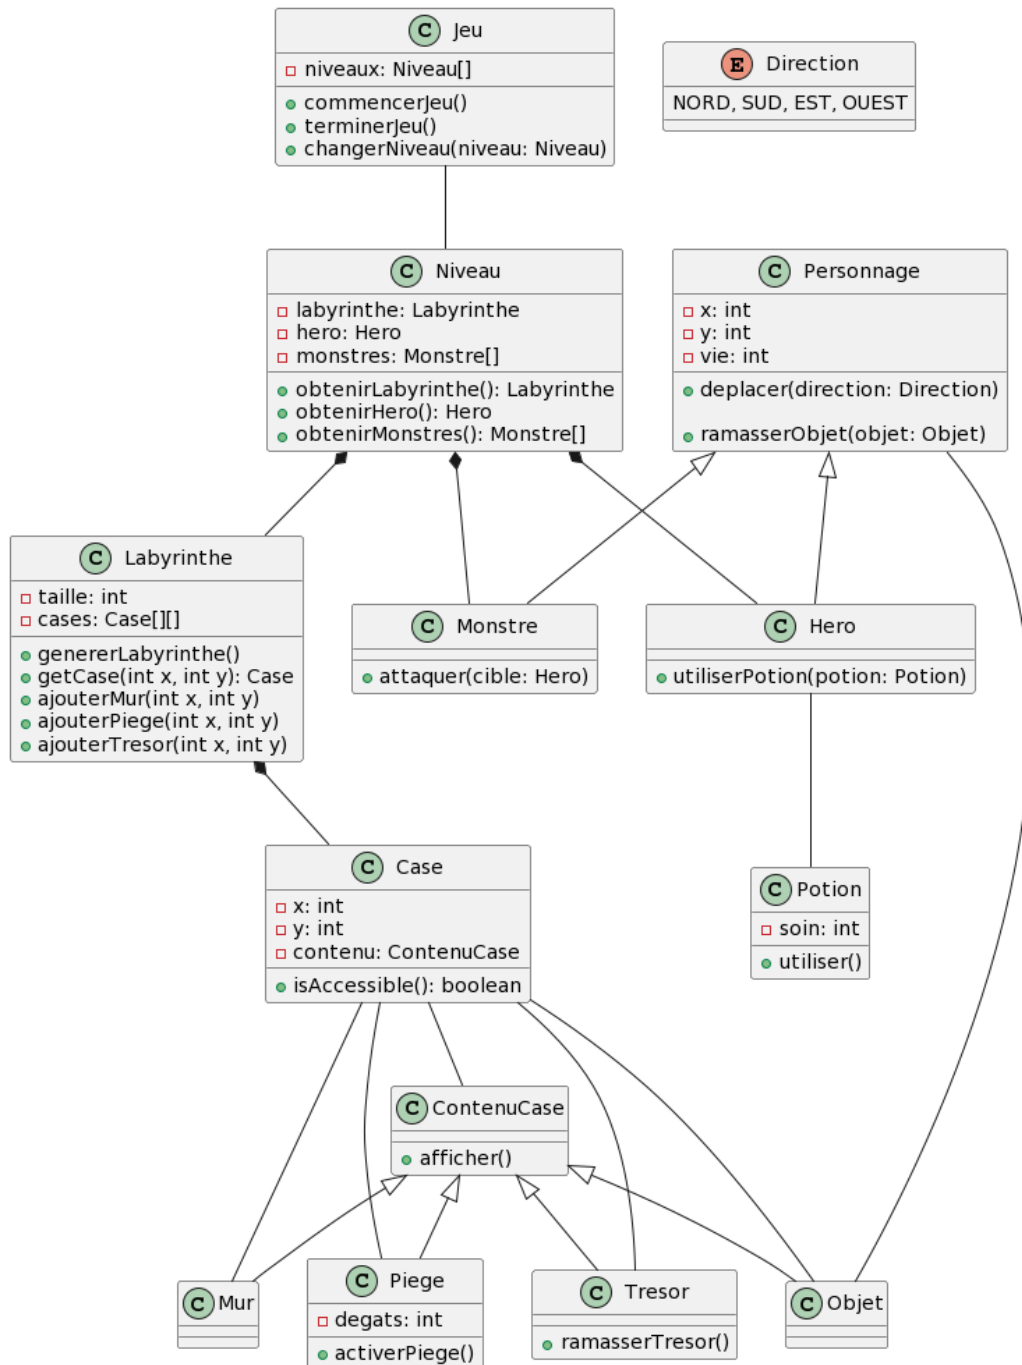 C Jeu
niveaux: Niveau[]
commencerJeu()
terminerJeu()
changerNiveau(niveau: Niveau)
E Direction
NORD, SUD, EST, OUEST
C Niveau
labyrinthe: Labyrinthe
hero: Hero
monstres: Monstre[]
obtenirLabyrinthe(): Labyrinthe
obtenirHero(): Hero
obtenirMonstres(): Monstre[]
C Personnage
x: int
y: int
vie: int
deplacer(direction: Direction)
ramasserObjet(objet: Objet)
C Labyrinthe
taille: int
cases: Case[][]
genererLabyrinthe()
getCase(int x, int y): Case
ajouterMur(int x, int y)
ajouterPiege(int x, int y)
ajouterTresor(int x, int y)
C Monstre
attaquer(cible: Hero)
C Hero
utiliserPotion(potion: Potion)
C Case
x: int
y: int
contenu: ContenuCase
isAccessible(): boolean
C Potion
soin: int
utiliser()
C ContenuCase
afficher()
C Mur
C Piege
degats: int
activerPiege()
C Tresor
ramasserTresor()
C Objet